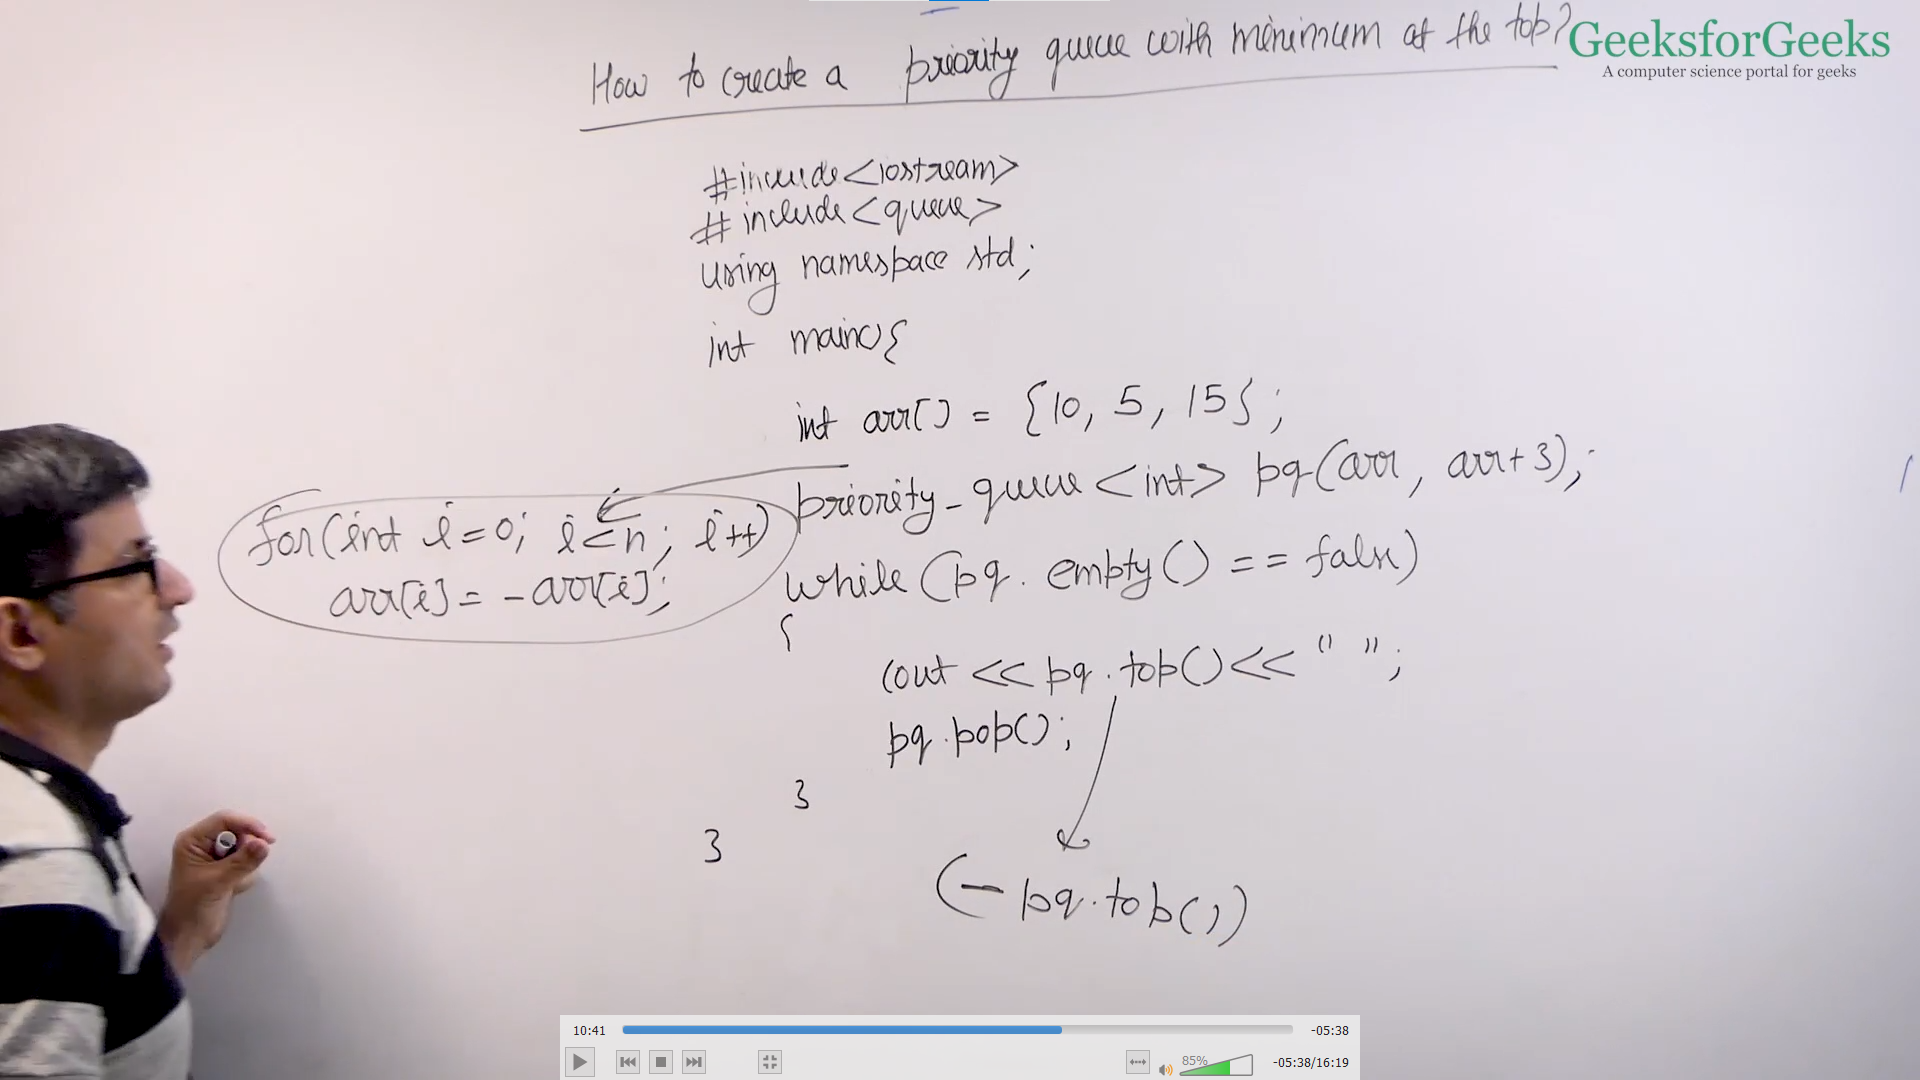 How to create a priority queue with minimum at the top?
GeeksforGeeks
A computer science portal for geeks
#include<iostream>
#include<queue>
using namespace std;
int main(){
int arr[] = {10, 5, 15};
priority_queue<int> pq(arr, arr+3);
for(int i=0; i<n; i++)
arr[i]= -arr[i];
while (pq.empty() == false)
{
cout << pq.top()<< " ";
pq.pop();
}
}
(-pq.top())
10:41
-05:38
85%
-05:38/16:19